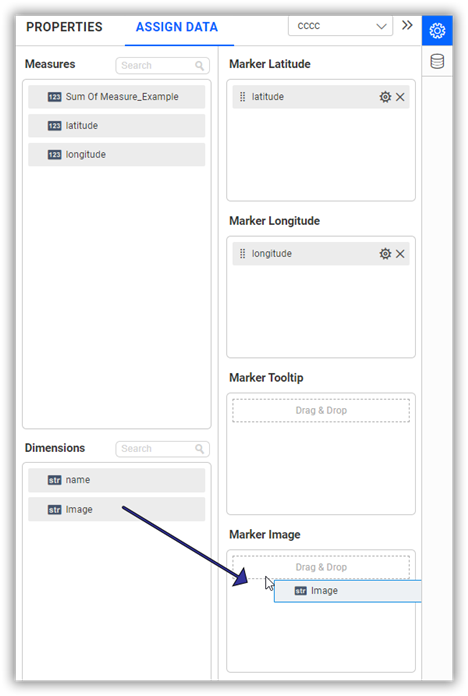 PROPERTIES
ASSIGN DATA
cccc
Measures
Search
123 Sum Of Measure_Example
123 latitude
123 longitude
Dimensions
Search
str name
str Image
Marker Latitude
latitude
Marker Longitude
longitude
Marker Tooltip
Drag & Drop
Marker Image
Drag & Drop
str Image